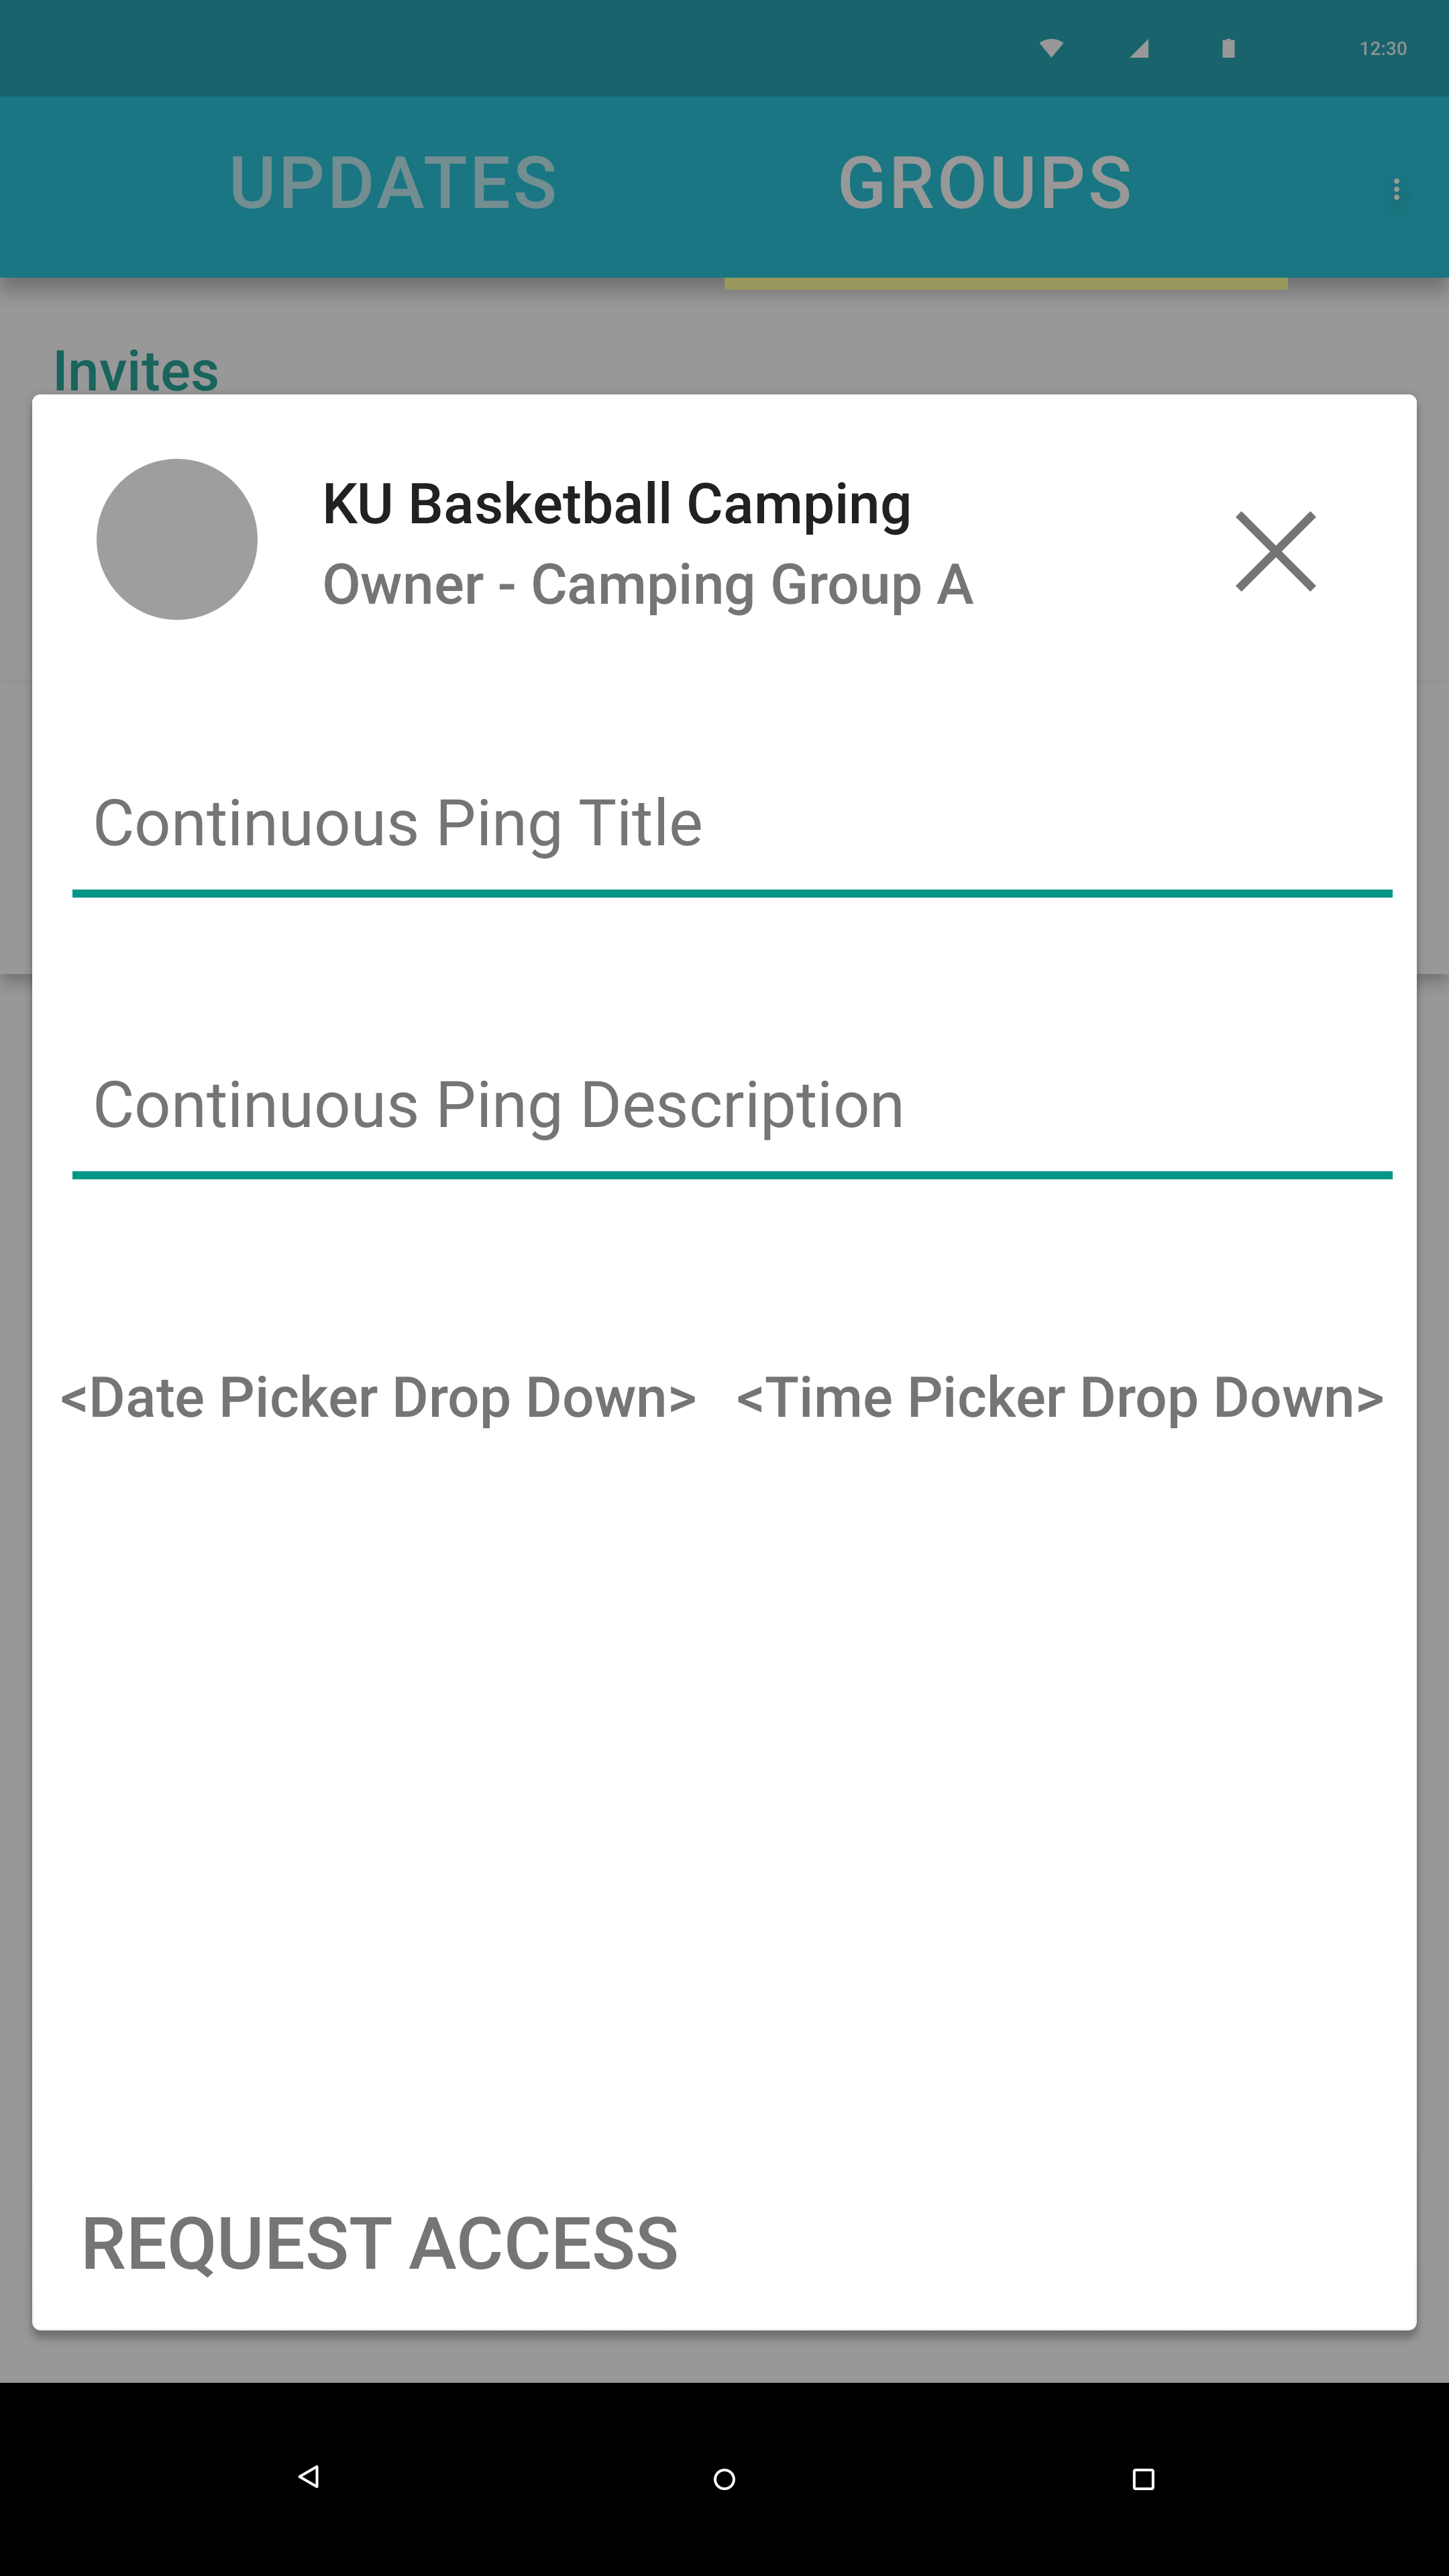 12:30
UPDATES GROUPS
Invites
KU Basketball Camping
Owner - Camping Group A
Continuous Ping Title
Continuous Ping Description
<Date Picker Drop Down> <Time Picker Drop Down>
REQUEST ACCESS